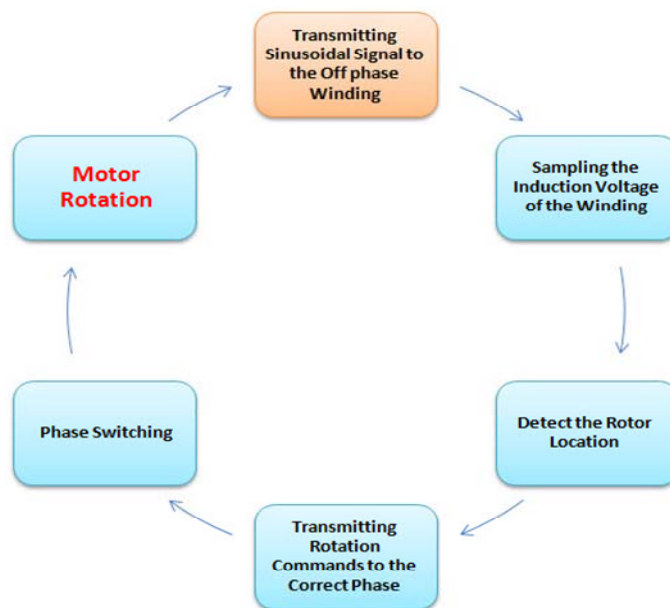 Transmitting
Sinusoidal Signal to
the Off phase
Winding
Sampling the
Induction Voltage
of the Winding
Detect the Rotor
Location
Transmitting
Rotation
Commands to the
Correct Phase
Phase Switching
Motor
Rotation